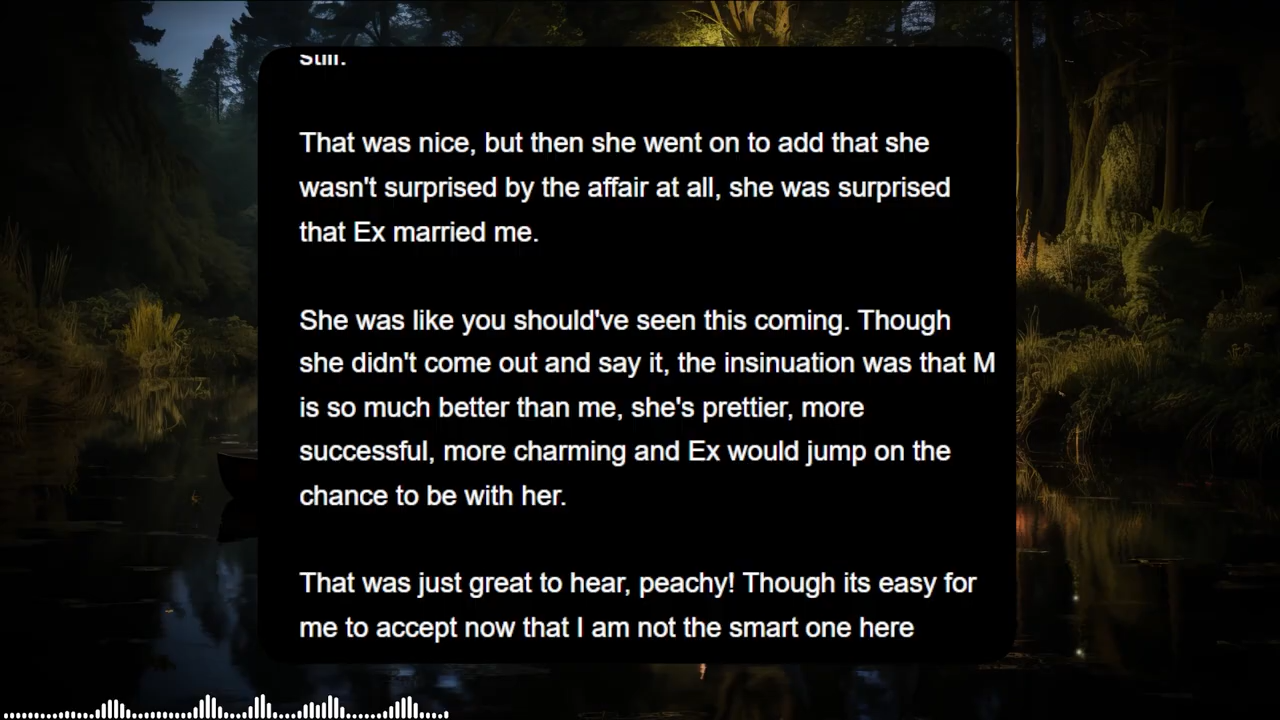 Still.
That was nice, but then she went on to add that she
wasn't surprised by the affair at all, she was surprised
that Ex married me.
She was like you should've seen this coming. Though
she didn't come out and say it, the insinuation was that M
is so much better than me, she's prettier, more
successful, more charming and Ex would jump on the
chance to be with her.
That was just great to hear, peachy! Though its easy for
me to accept now that I am not the smart one here